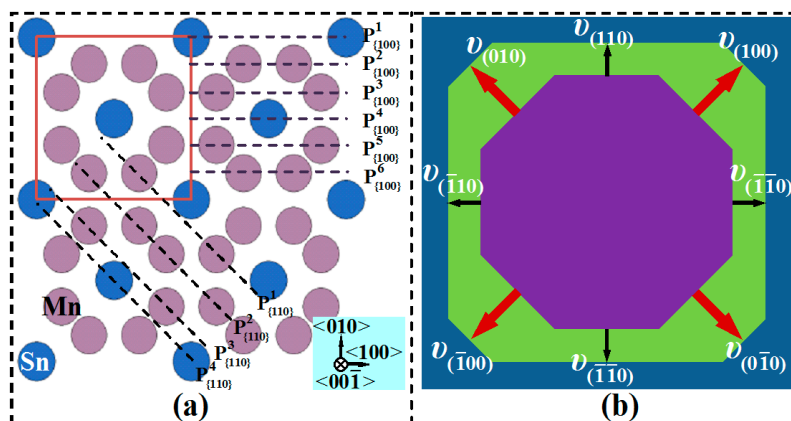 P¹{100}
P²{100}
P³{100}
P⁴{100}
P⁵{100}
P⁶{100}
P¹{110}
P²{110}
P³{110}
P⁴{110}
Mn
Sn
<010>
<100>
<001̄>
(a)
υ(010)
υ(110)
υ(100)
υ(1̄10)
υ(1̄1̄0)
υ(1̄00)
υ(1̄1̄0)
υ(01̄0)
(b)